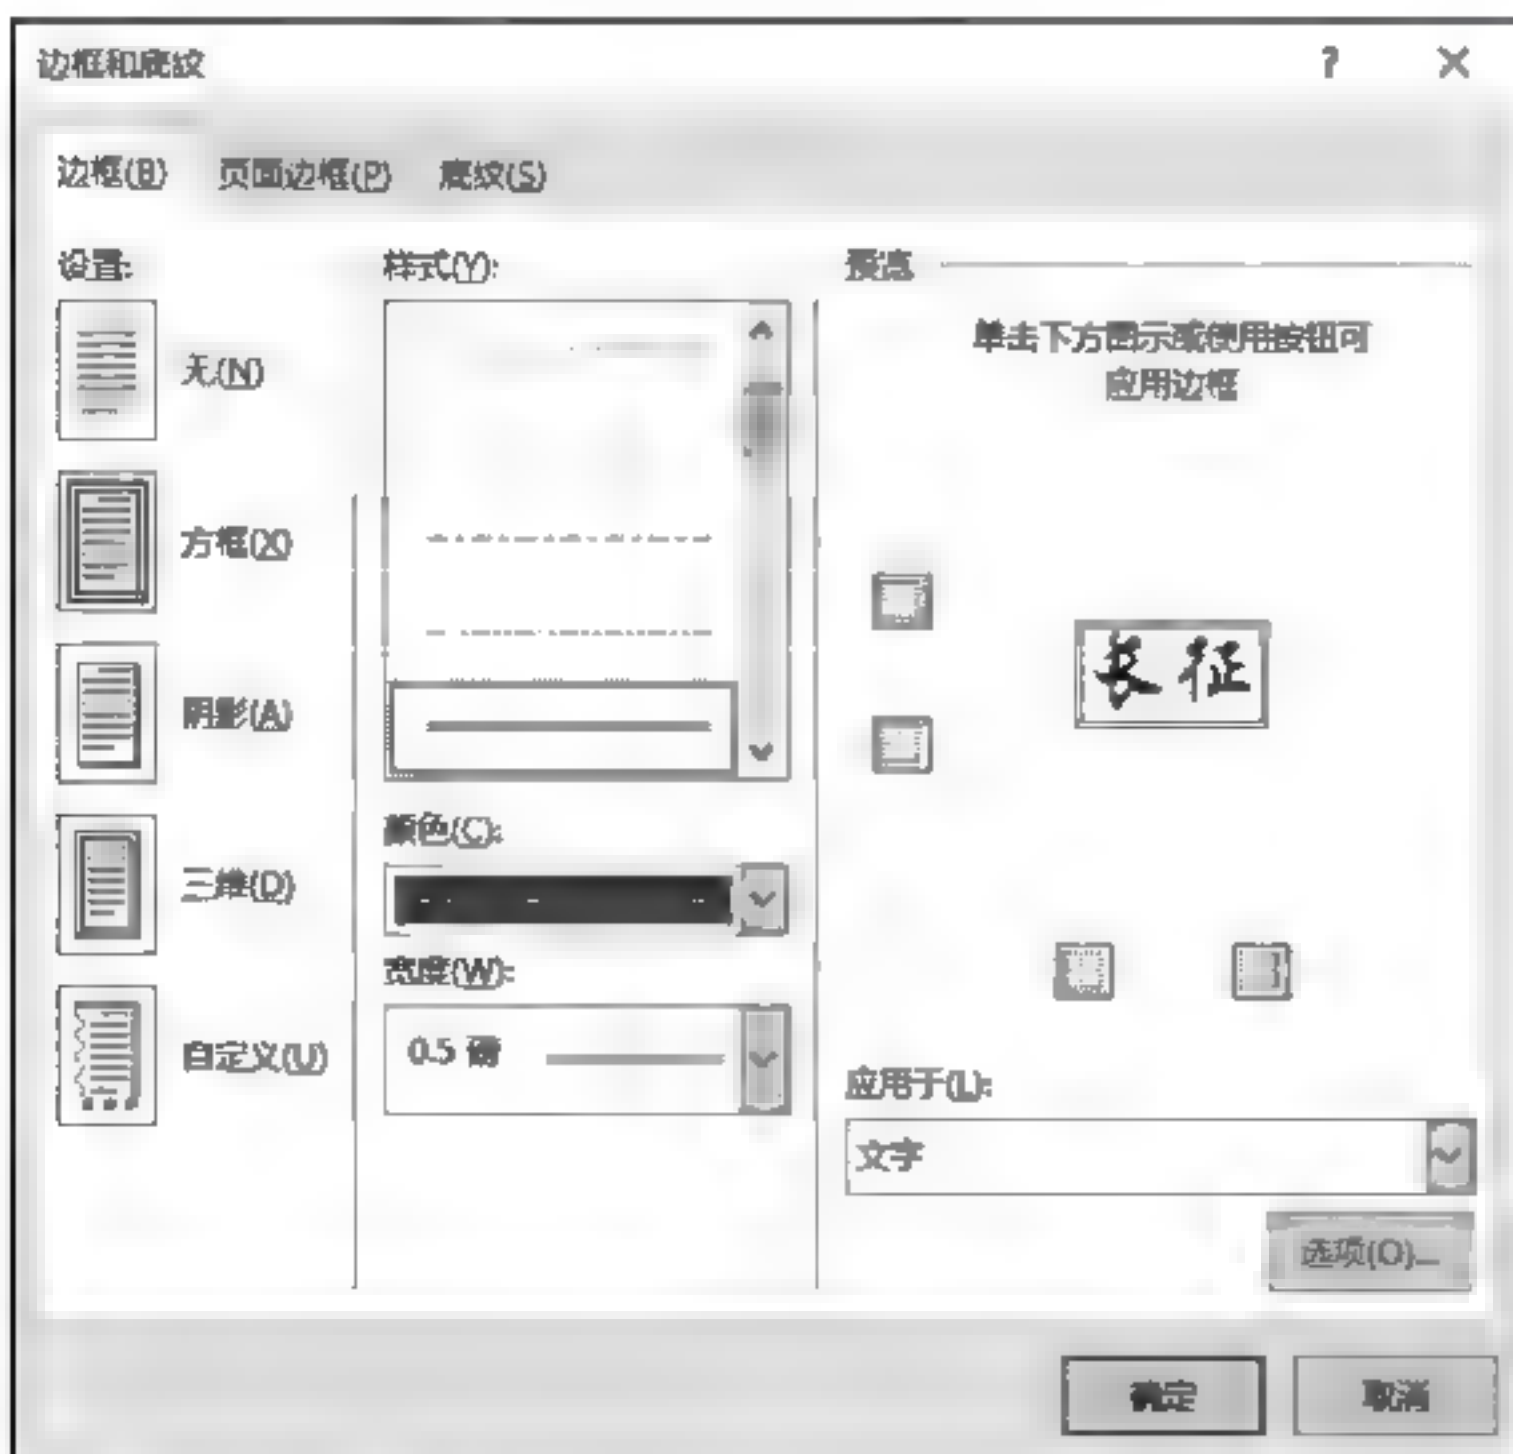 边框和底纹
? ×
边框(B) 页面边框(P) 底纹(S)
设置:
无(N)
方框(X)
阴影(A)
三维(D)
自定义(U)
样式(Y):
颜色(C):
宽度(W):
0.5 磅
预览
单击下方图示或使用按钮可
应用边框
长征
应用于(L):
文字
选项(O)...
确定 取消